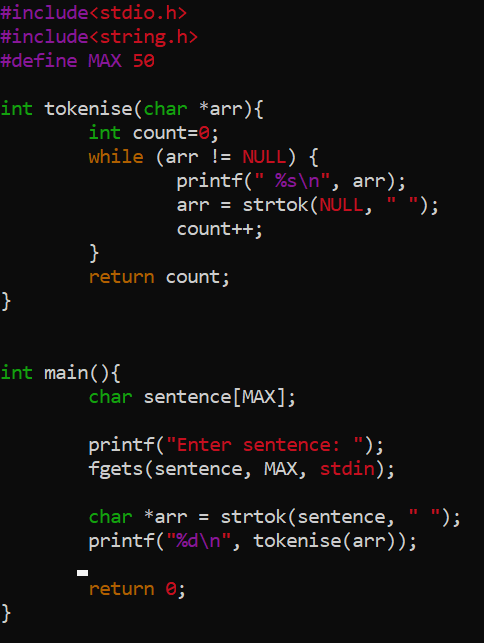 #include<stdio.h>
#include<string.h>
#define MAX 50

int tokenise(char *arr){
        int count=0;
        while (arr != NULL) {
                printf(" %s\n", arr);
                arr = strtok(NULL, " ");
                count++;
        }
        return count;
}


int main(){
        char sentence[MAX];

        printf("Enter sentence: ");
        fgets(sentence, MAX, stdin);

        char *arr = strtok(sentence, " ");
        printf("%d\n", tokenise(arr));

        return 0;
}